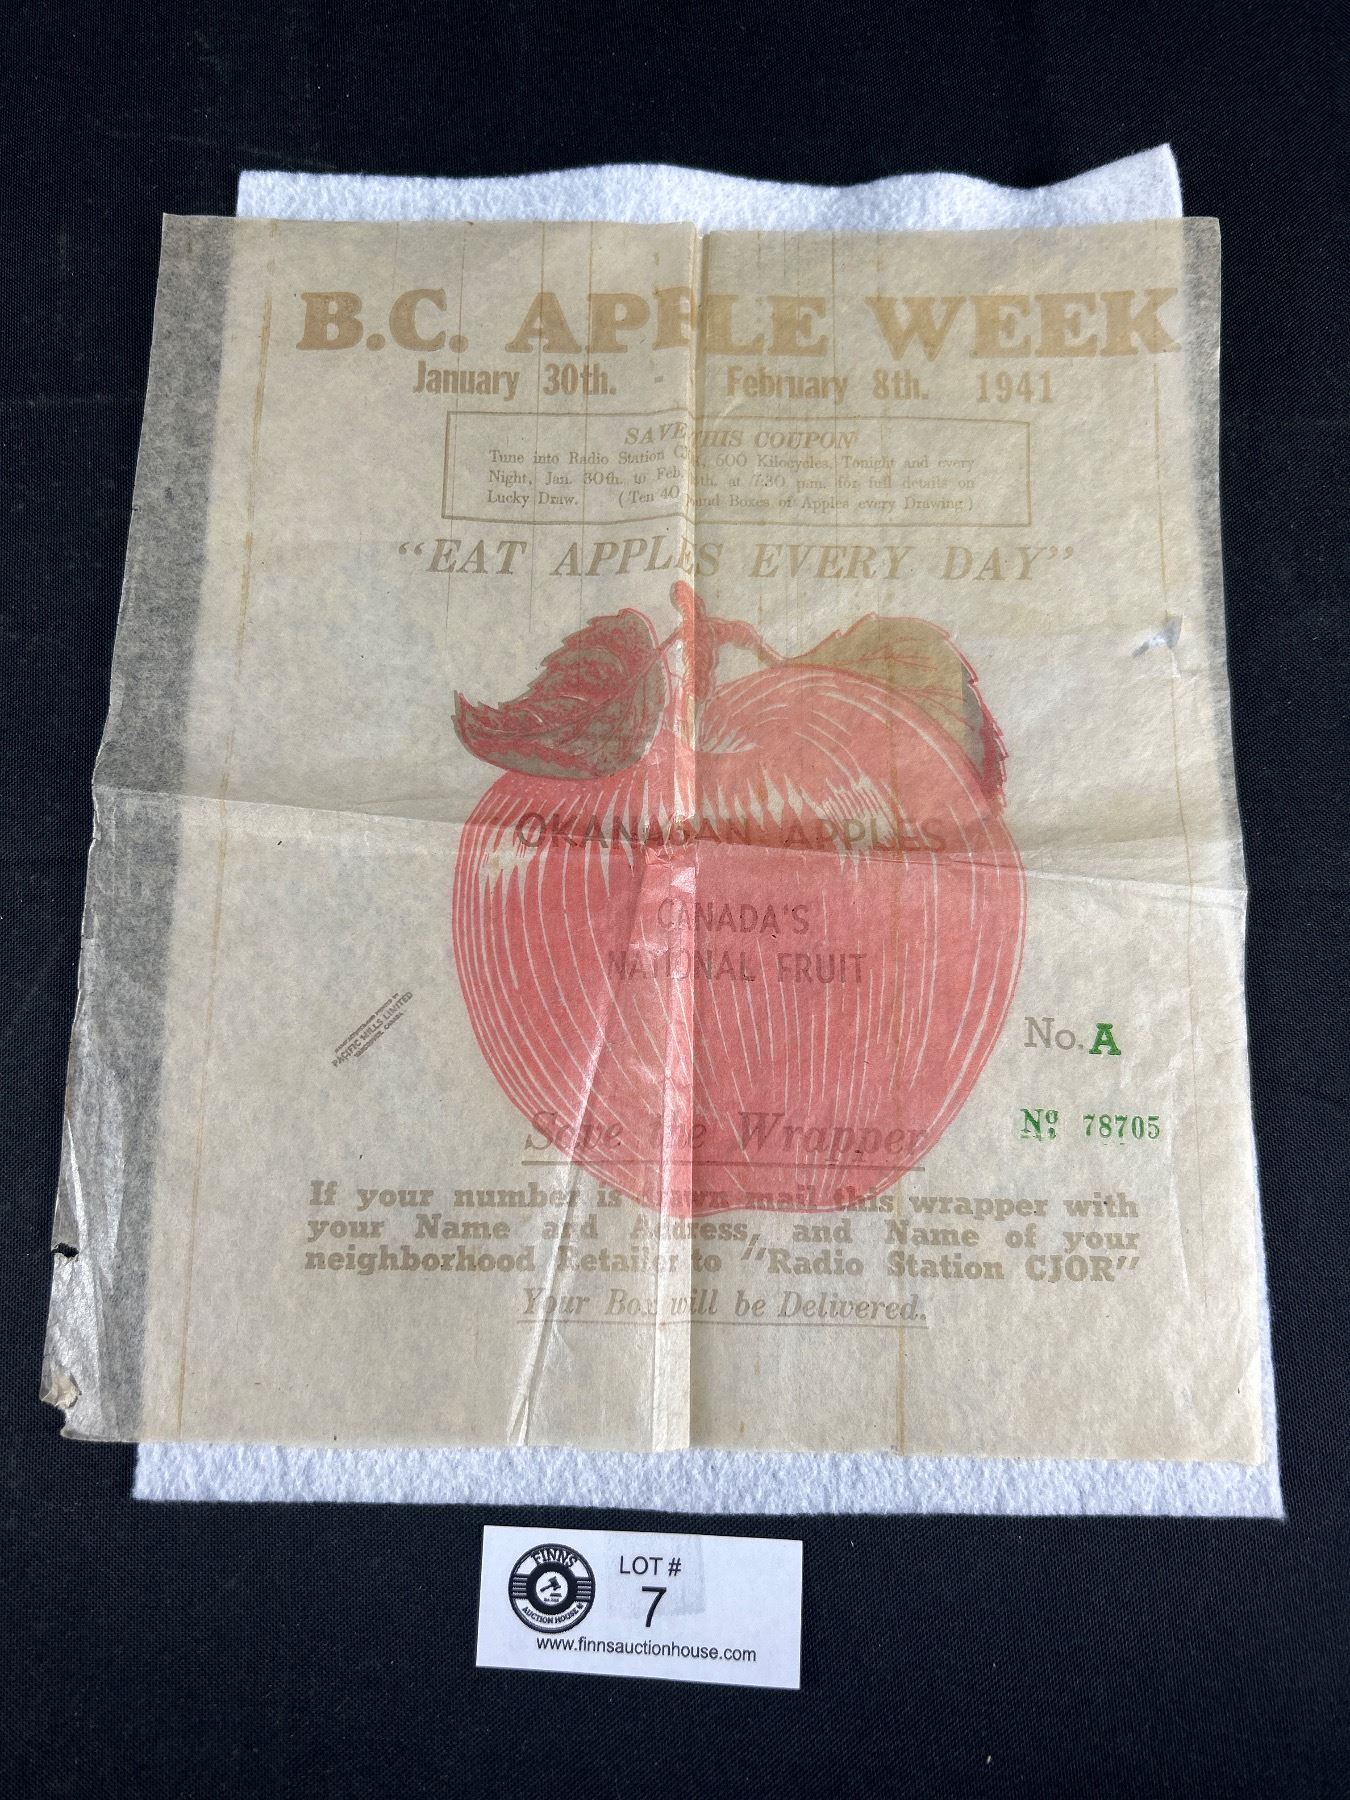 B.C. APPLE WEEK
January 30th. - February 8th. 1941
SAVE THIS COUPON
Tune into Radio Station 600 Kilocycles, Tonight and every
Night, Jan. 30th. to Feb. 8th. at 7.30 p.m. for full details on
Lucky Draw. (Ten 40 Pound Boxes of Apples every Drawing)
"EAT APPLES EVERY DAY"
OKANAGAN APPLES
CANADA'S
NATIONAL FRUIT
PACIFIC MILLS LIMITED
No. A
No. 78705
Save the Wrapper
If your number is drawn mail this wrapper with
your Name and Address, and Name of your
neighborhood Retailer to "Radio Station CJOR"
Your Box will be Delivered.
FINNS
AUCTION HOUSE
LOT #
7
www.finnsauctionhouse.com